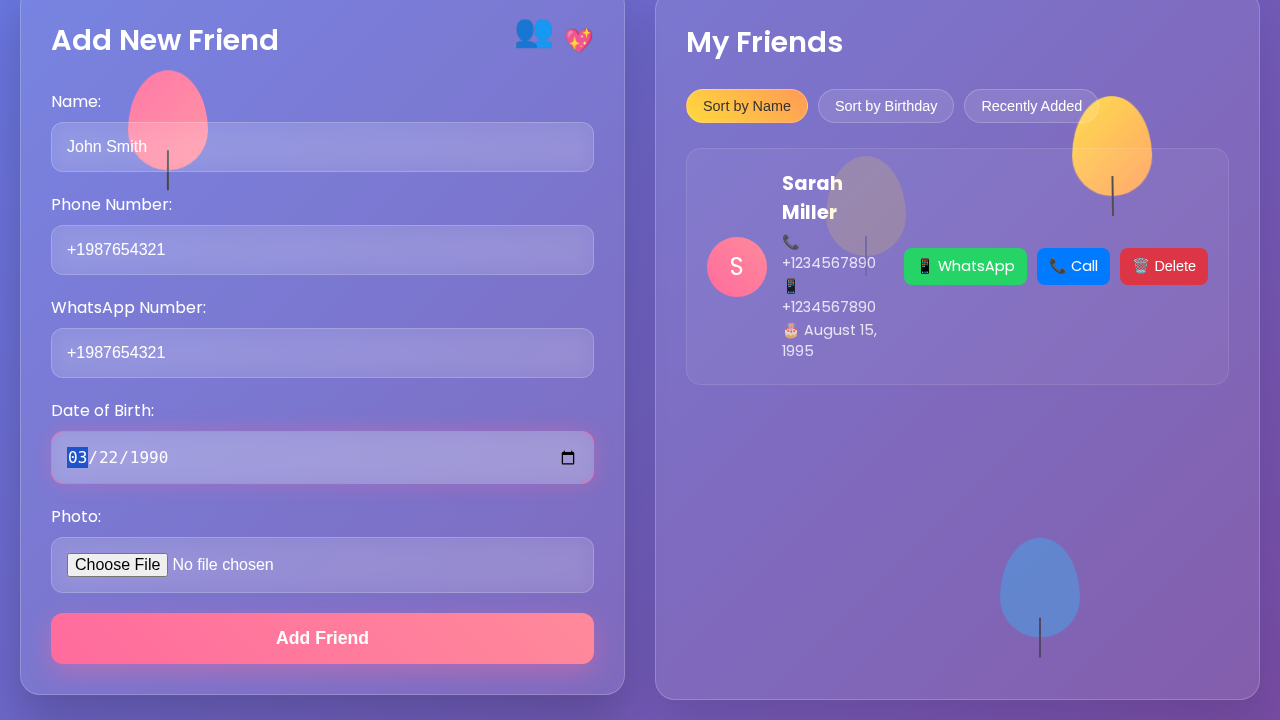 Add New Friend
Name:
John Smith
Phone Number:
+1987654321
WhatsApp Number:
+1987654321
Date of Birth:
03/22/1990
Photo:
Choose File No file chosen
Add Friend
My Friends
Sort by Name
Sort by Birthday
Recently Added
S
Sarah
Miller
📞
+1234567890
📱
+1234567890
🎂 August 15,
1995
📱 WhatsApp
📞 Call
🗑️ Delete